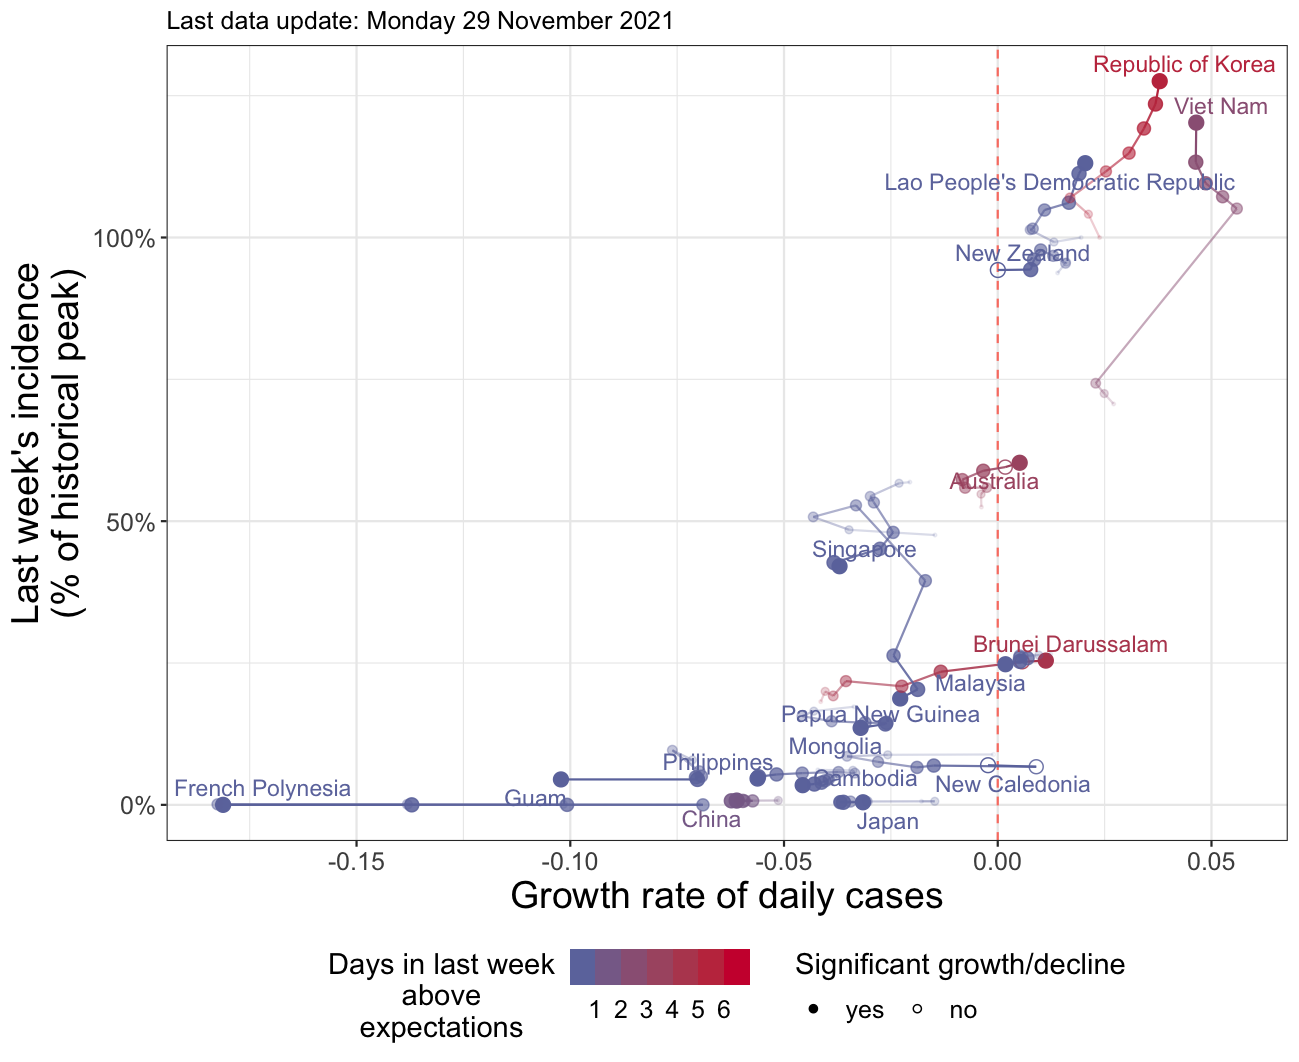 Last data update: Monday 29 November 2021
Republic of Korea
Viet Nam
Lao People's Democratic Republic
New Zealand
Australia
Singapore
Brunei Darussalam
Malaysia
Papua New Guinea
Mongolia
Philippines
Cambodia
New Caledonia
French Polynesia
Guam
China
Japan
100%
50%
0%
Last week's incidence
(% of historical peak)
-0.15
-0.10
-0.05
0.00
0.05
Growth rate of daily cases
Days in last week
above
expectations
1 2 3 4 5 6
Significant growth/decline
yes
no